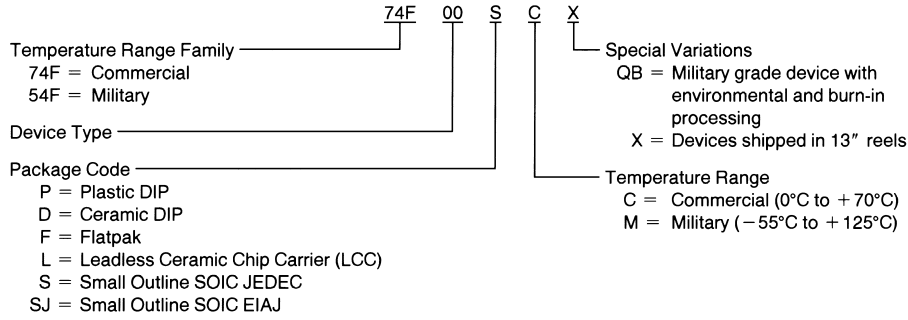 74F 00 S C X
Temperature Range Family
74F = Commercial
54F = Military
Device Type
Package Code
P = Plastic DIP
D = Ceramic DIP
F = Flatpak
L = Leadless Ceramic Chip Carrier (LCC)
S = Small Outline SOIC JEDEC
SJ = Small Outline SOIC EIAJ
Special Variations
QB = Military grade device with
environmental and burn-in
processing
X = Devices shipped in 13″ reels
Temperature Range
C = Commercial (0°C to +70°C)
M = Military (−55°C to +125°C)